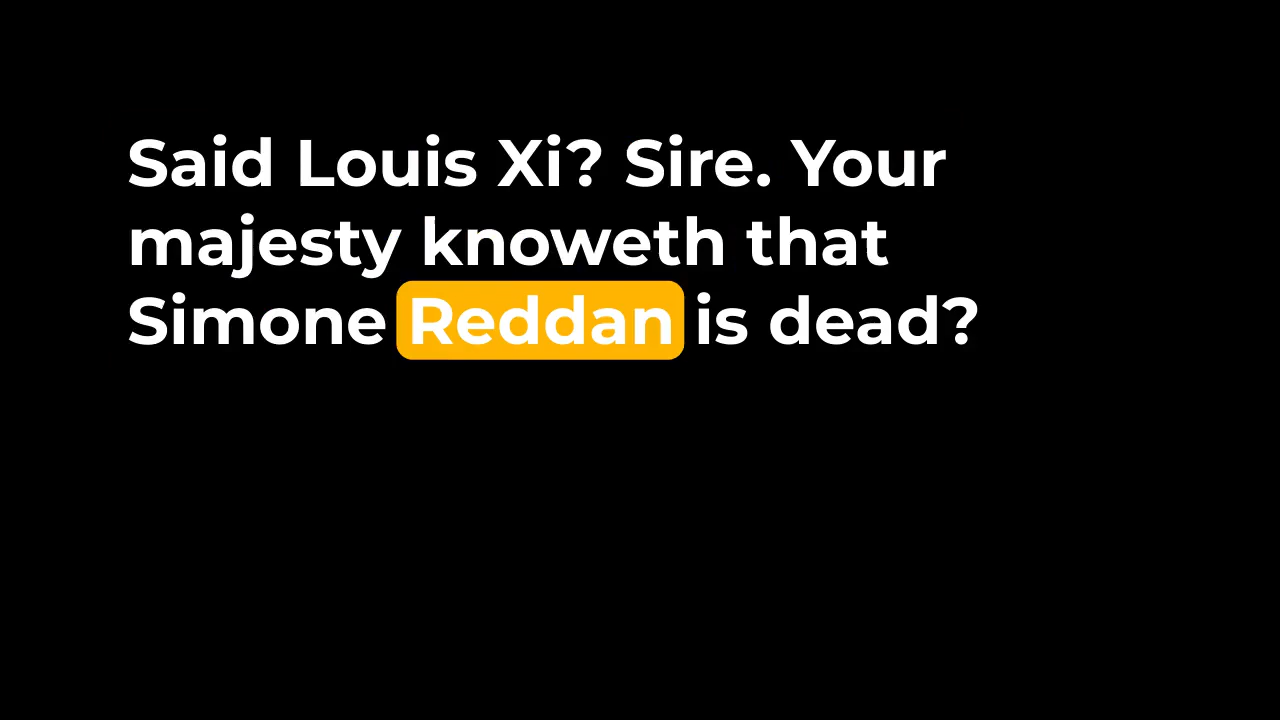 Said Louis Xi? Sire. Your
majesty knoweth that
Simone Reddan is dead?